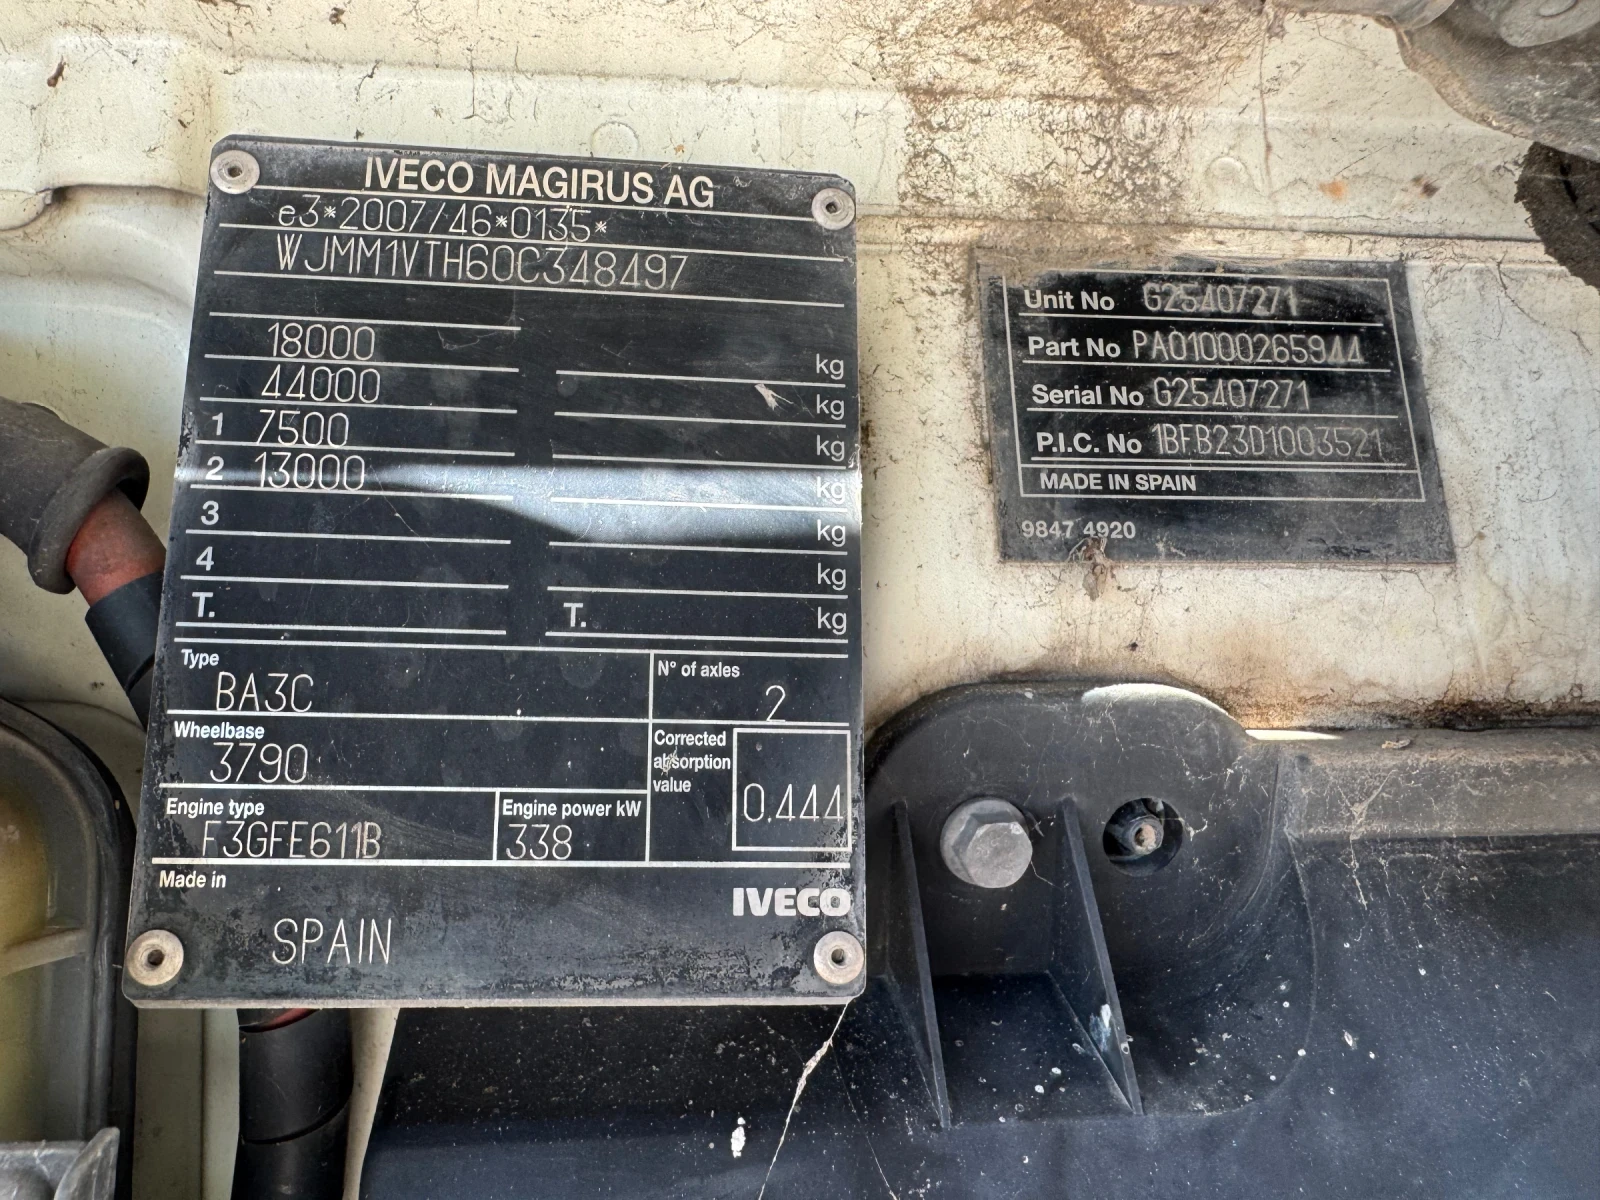 IVECO MAGIRUS AG
e3*2007/46*0135*
WJMM1VTH60C348497
18000 kg
44000 kg
1 7500 kg
2 13000 kg
3 kg
4 kg
T. T. kg
Type
BA3C
N° of axles
2
Wheelbase
3790
Corrected
absorption
value
0.444
Engine type
F3GFE611B
Engine power kW
338
Made in
SPAIN
IVECO
Unit No G25407271
Part No PA01000265944
Serial No G25407271
P.I.C. No 1BFB23D1003521
MADE IN SPAIN
9847 4920